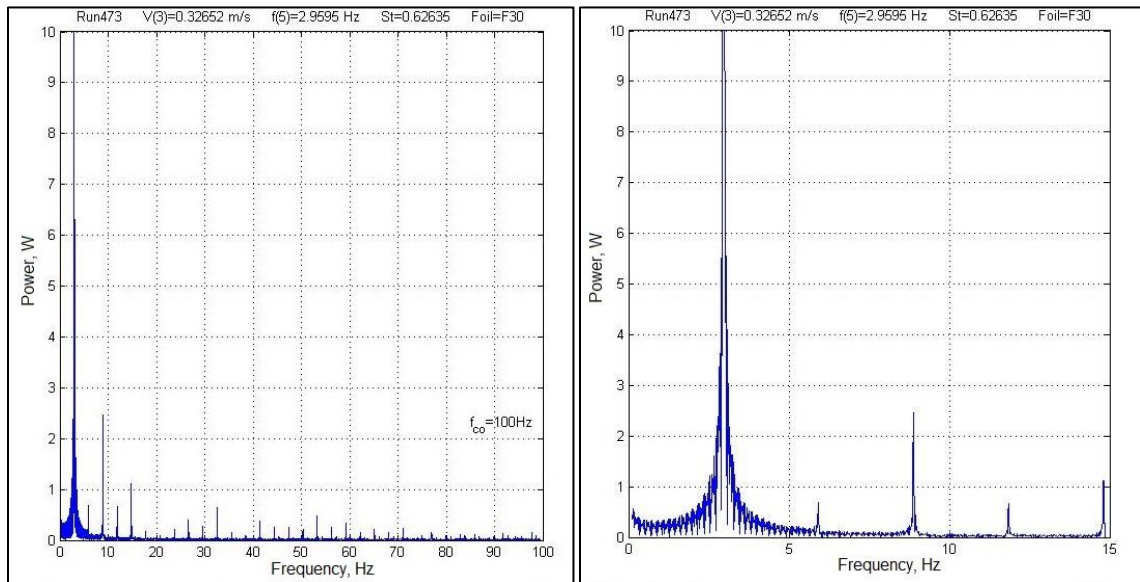 Run473 V(3)=0.32652 m/s f(5)=2.9595 Hz St=0.62635 Foil=F30
10
9
8
7
6
5
4
3
2
1
0
Power, W
f_co=100Hz
0 10 20 30 40 50 60 70 80 90 100
Frequency, Hz
Run473 V(3)=0.32652 m/s f(5)=2.9595 Hz St=0.62635 Foil=F30
10
9
8
7
6
5
4
3
2
1
0
Power, W
0 5 10 15
Frequency, Hz